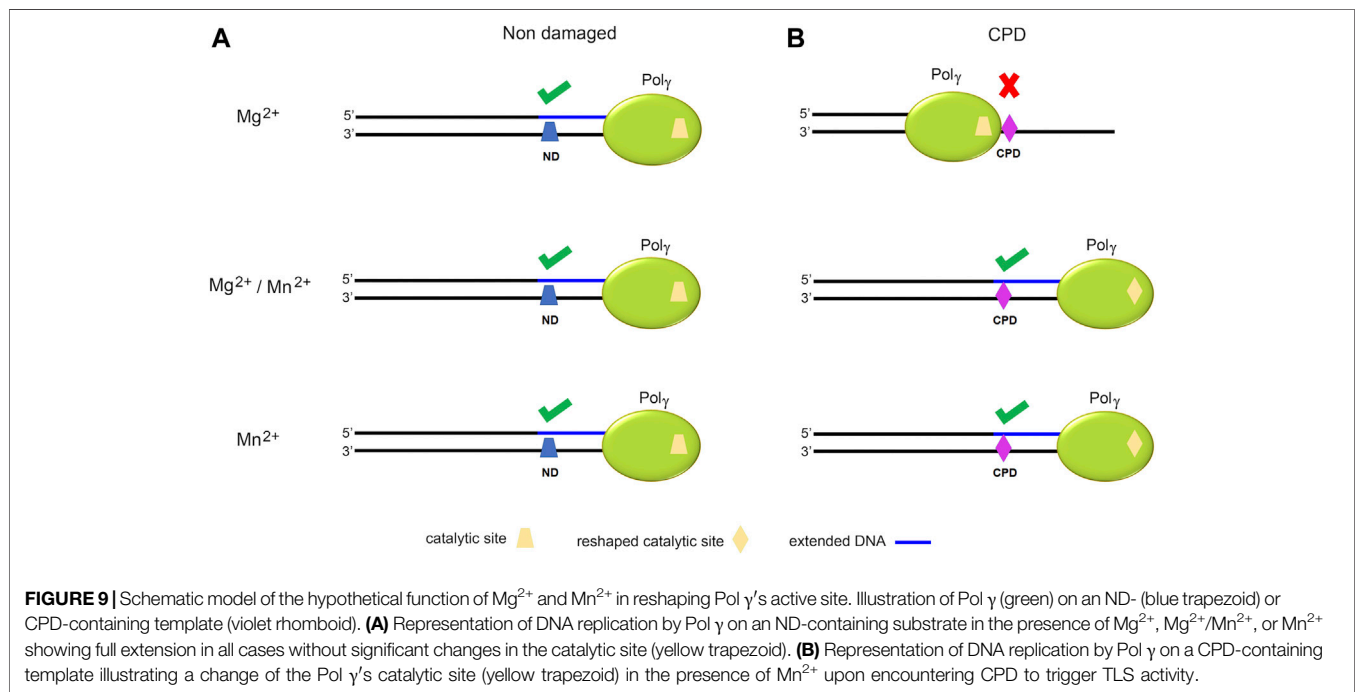 A
Non damaged
B
CPD
Mg2+
Polγ
5'
3'
ND
Polγ
5'
3'
CPD
Mg2+ / Mn2+
Polγ
5'
3'
ND
Polγ
5'
3'
CPD
Mn2+
Polγ
5'
3'
ND
Polγ
5'
3'
CPD
catalytic site
reshaped catalytic site
extended DNA
FIGURE 9 | Schematic model of the hypothetical function of Mg2+ and Mn2+ in reshaping Pol γ′s active site. Illustration of Pol γ (green) on an ND- (blue trapezoid) or
CPD-containing template (violet rhomboid). (A) Representation of DNA replication by Pol γ on an ND-containing substrate in the presence of Mg2+, Mg2+/Mn2+, or Mn2+
showing full extension in all cases without significant changes in the catalytic site (yellow trapezoid). (B) Representation of DNA replication by Pol γ on a CPD-containing
template illustrating a change of the Pol γ′s catalytic site (yellow trapezoid) in the presence of Mn2+ upon encountering CPD to trigger TLS activity.